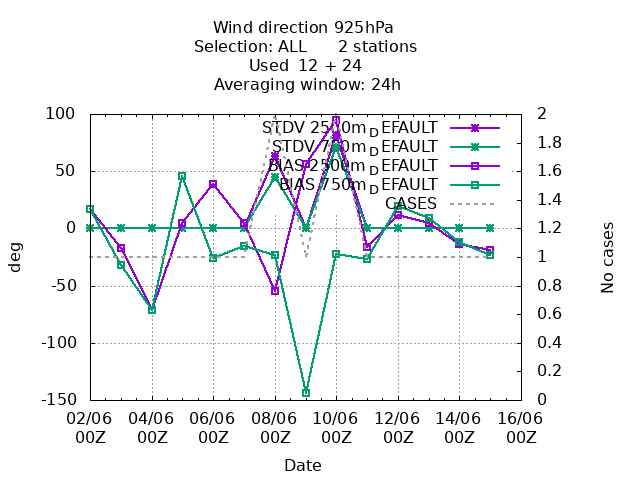 Wind direction 925hPa
Selection: ALL 2 stations
Used 12 + 24
Averaging window: 24h
100 2
STDV 2500m_DEFAULT
1.8
STDV 750m_DEFAULT
50 1.6
BIAS 2500m_DEFAULT
BIAS 750m_DEFAULT
1.4
CASES
0 1.2
deg
No cases
-50 0.8
1
0.6
-100 0.4
0.2
-150 0
02/06 04/06 06/06 08/06 10/06 12/06 14/06 16/06
00Z 00Z 00Z 00Z 00Z 00Z 00Z 00Z
Date